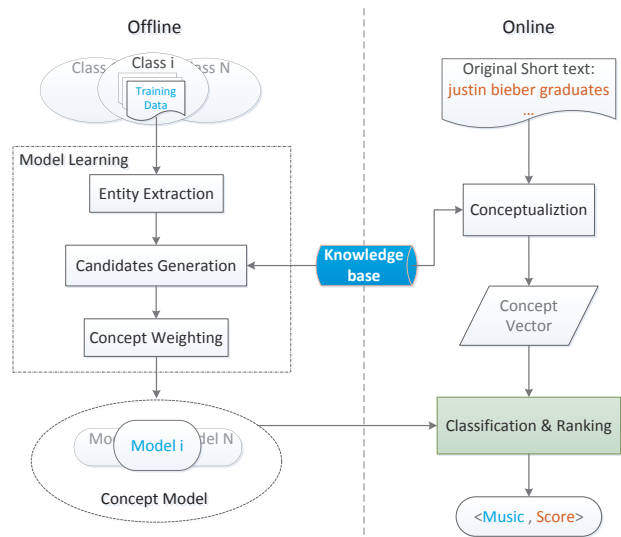 Offline
Online
Class
Class i
ass N
Training
Data
Original Short text:
justin bieber graduates
...
Model Learning
Entity Extraction
Conceptualiztion
Knowledge
base
Candidates Generation
Concept
Vector
Concept Weighting
Classification & Ranking
Mo
Model i
del N
Concept Model
<Music , Score>